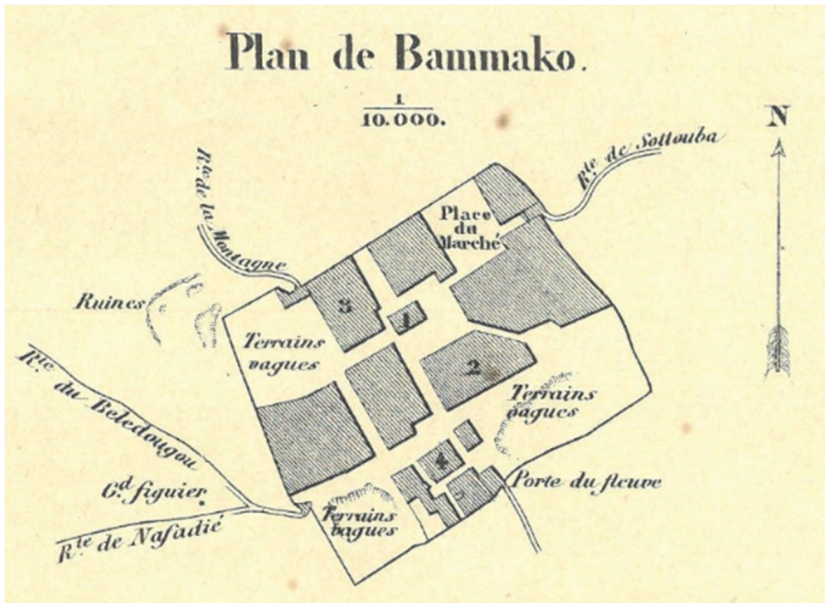 Plan de Bammako.
1
10.000.
N
Rte de Sottouba
Rte de la Montagne
Place
du
Marché
Ruines
3
1
Terrains
vagues
2
Rte du Beledougou
Terrains
vagues
4
Gd figuier
5
Porte du fleuve
Terrains
vagues
Rte de Nafadié